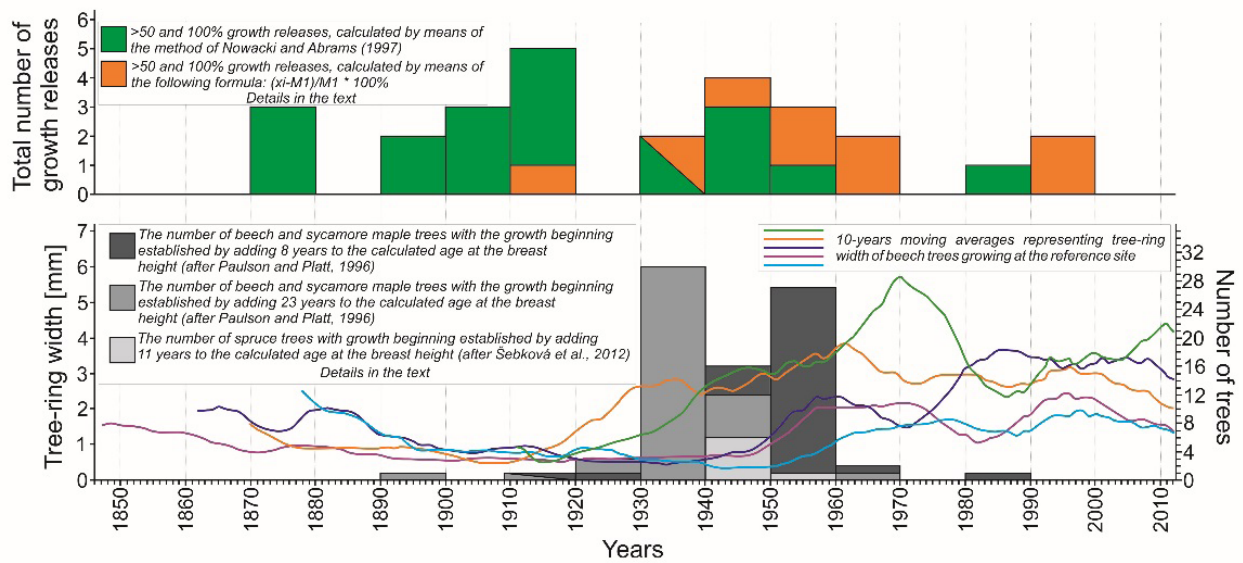 Total number of
growth releases
6
5
4
3
2
1
0
>50 and 100% growth releases, calculated by means of
the method of Nowacki and Abrams (1997)
>50 and 100% growth releases, calculated by means of
the following formula: (xi-M1)/M1 * 100%
Details in the text
Tree-ring width [mm]
7
6
5
4
3
2
1
0
The number of beech and sycamore maple trees with the growth beginning
established by adding 8 years to the calculated age at the breast
height (after Paulson and Platt, 1996)
The number of beech and sycamore maple trees with the growth beginning
established by adding 23 years to the calculated age at the breast
height (after Paulson and Platt, 1996)
The number of spruce trees with growth beginning established by adding
11 years to the calculated age at the breast height (after Šebková et al., 2012)
Details in the text
10-years moving averages representing tree-ring
width of beech trees growing at the reference site
32
28
24
20
16
12
8
4
0
Number of trees
1850
1860
1870
1880
1890
1900
1910
1920
1930
1940
1950
1960
1970
1980
1990
2000
2010
Years